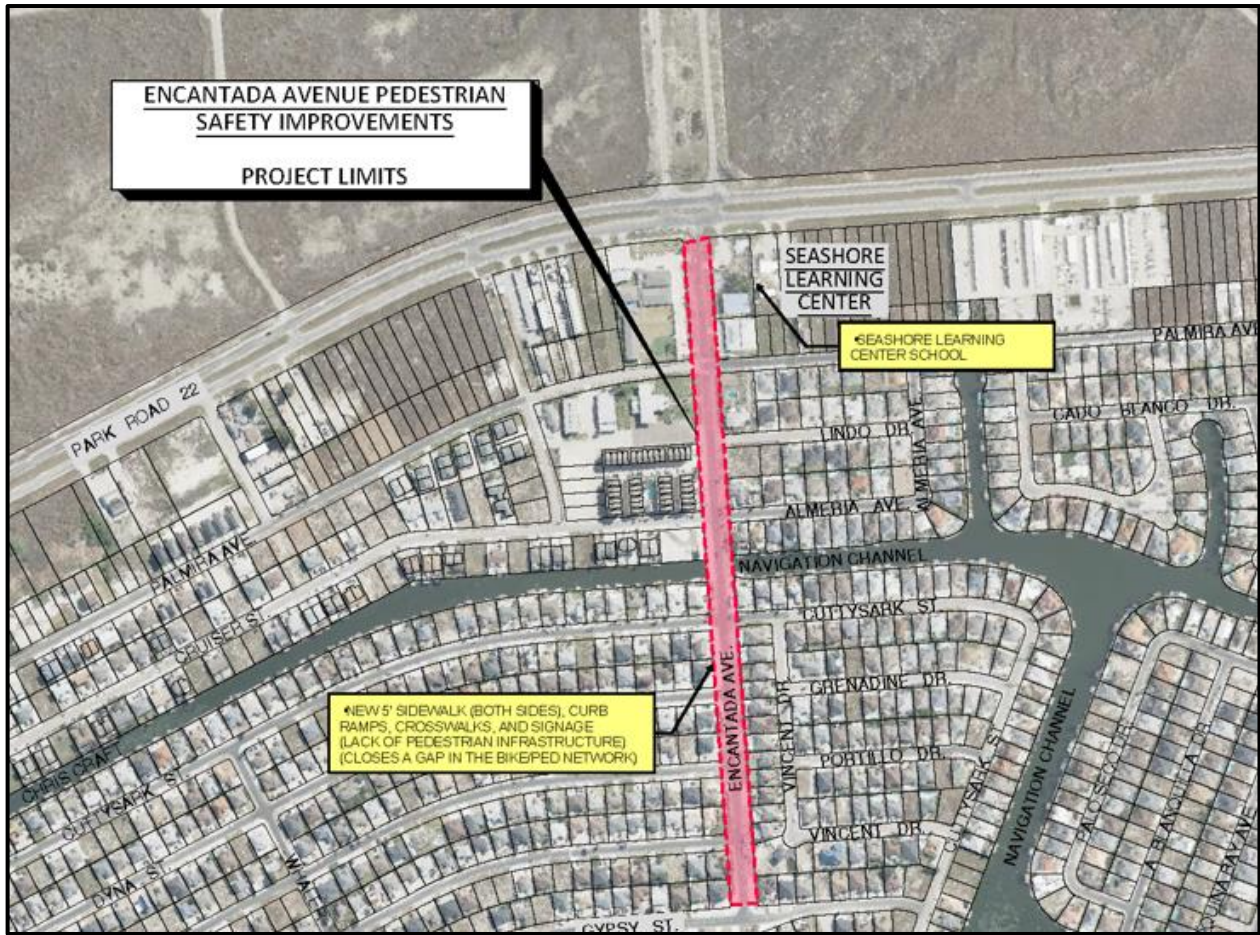 ENCANTADA AVENUE PEDESTRIAN
SAFETY IMPROVEMENTS
PROJECT LIMITS
SEASHORE
LEARNING
CENTER
•SEASHORE LEARNING
CENTER SCHOOL
PALMIRA AVE
PARK ROAD 22
CADO BLANCO DR.
LINDO DR.
ALMERIA AVE.
ALMERIA AVE.
NAVIGATION CHANNEL
PALMIRA AVE.
CRUISER ST.
CUTTYSARK ST.
ENCANTADA AVE.
VINCENT DR.
GRENADINE DR.
•NEW 5' SIDEWALK (BOTH SIDES), CURB
RAMPS, CROSSWALKS, AND SIGNAGE
(LACK OF PEDESTRIAN INFRASTRUCTURE)
(CLOSES A GAP IN THE BIKE/PED NETWORK)
PORTILLO DR.
CUTTYSARK ST.
NAVIGATION CHANNEL
CHRIS CRAFT
CUTTYSARK S
VINCENT DR.
DYNA S
GYPSY ST.